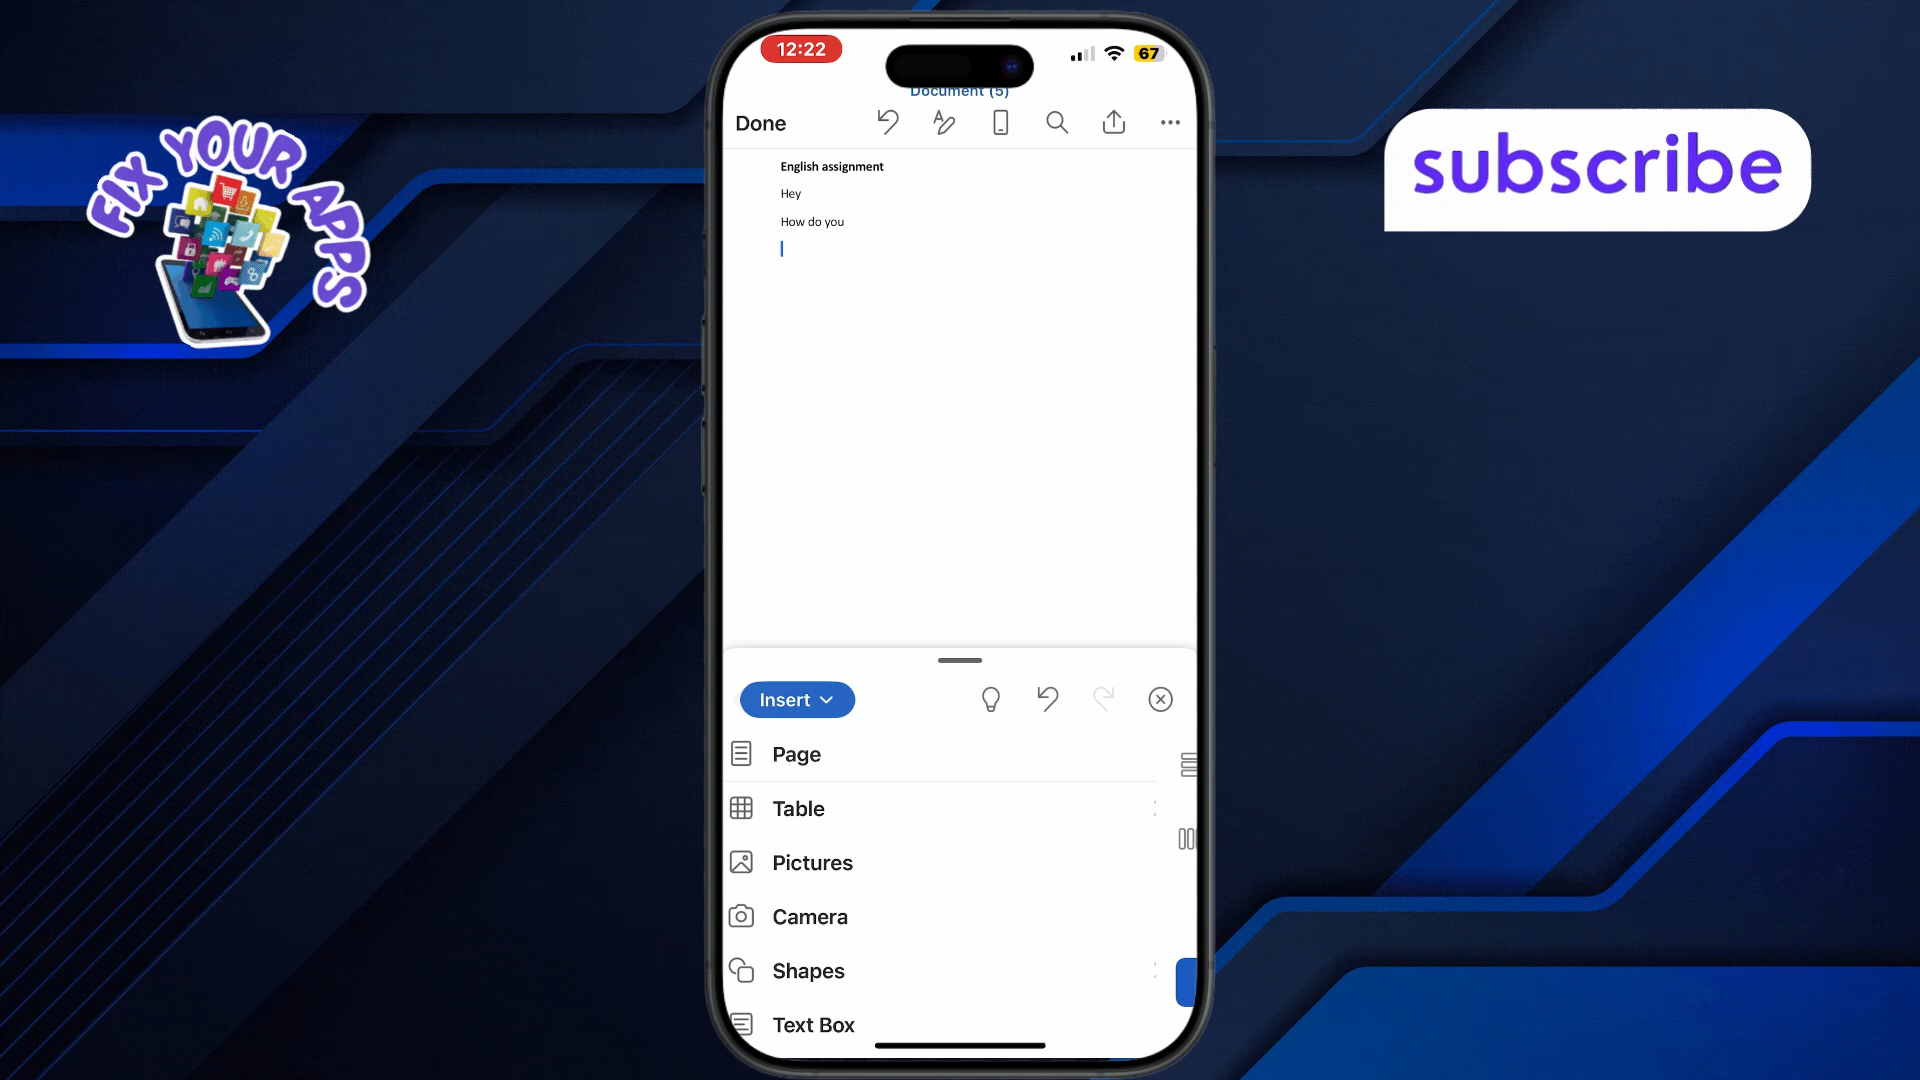 FIX YOUR APPS
12:22
67
Document (5)
Done
English assignment
Hey
How do you
Insert
Page
Table
Pictures
Camera
Shapes
Text Box
subscribe